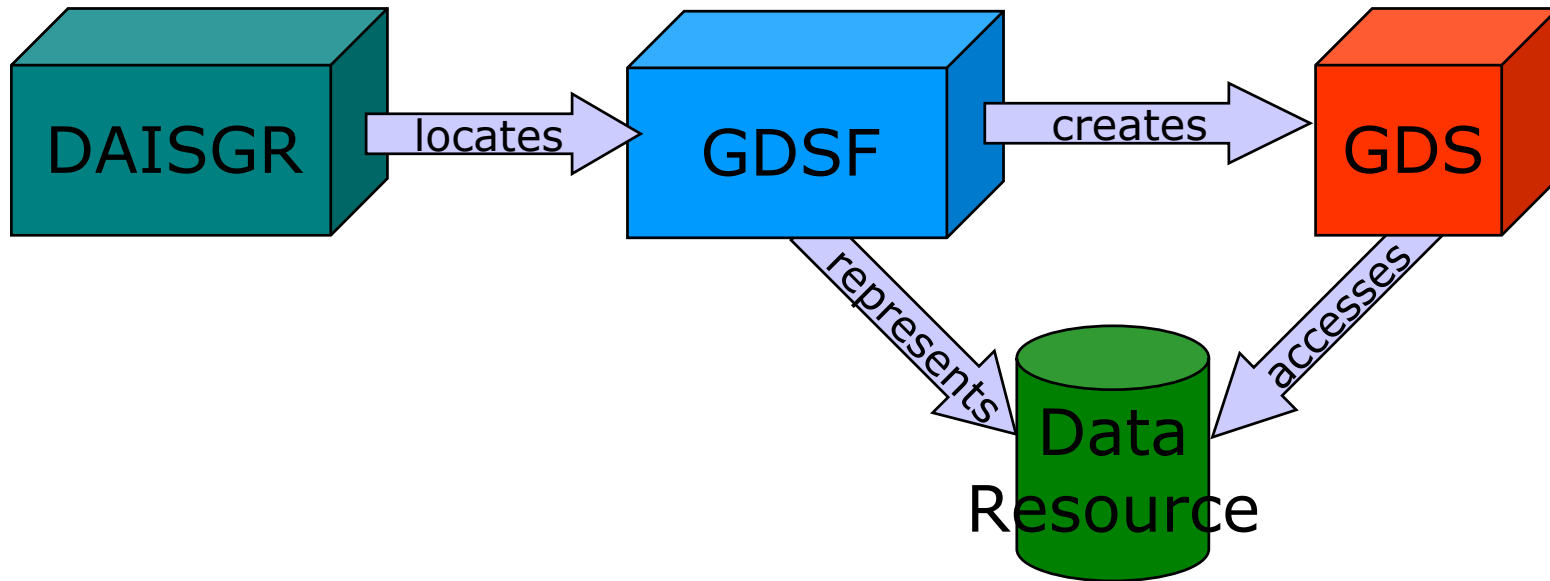 DAISGR
locates
GDSF
creates
GDS
represents
accesses
Data
Resource